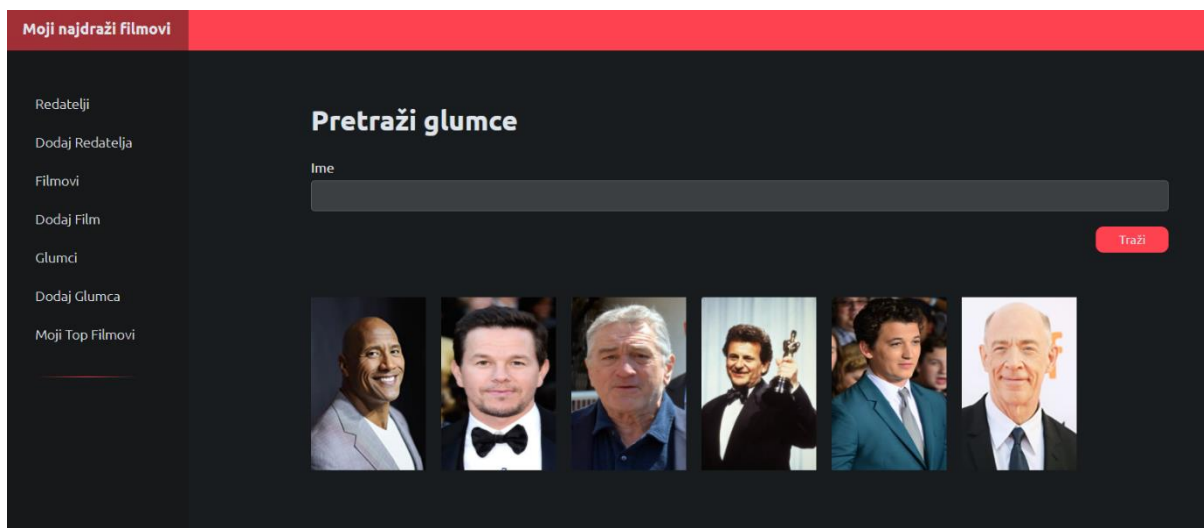 Moji najdraži filmovi
Redatelji
Dodaj Redatelja
Filmovi
Dodaj Film
Glumci
Dodaj Glumca
Moji Top Filmovi
Pretraži glumce
Ime
Traži